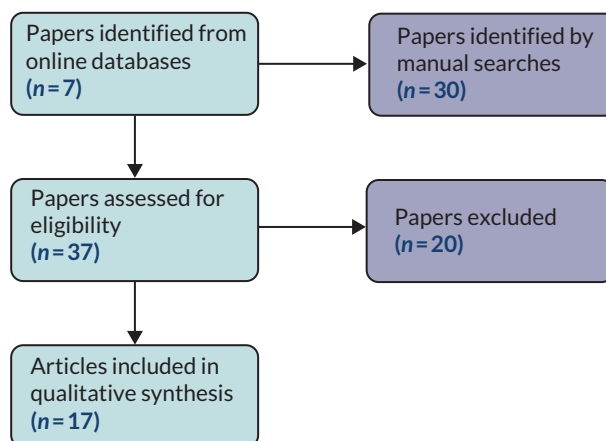 Papers identified from
online databases
(n=7)
Papers identified by
manual searches
(n=30)
Papers assessed for
eligibility
(n=37)
Papers excluded
(n=20)
Articles included in
qualitative synthesis
(n=17)